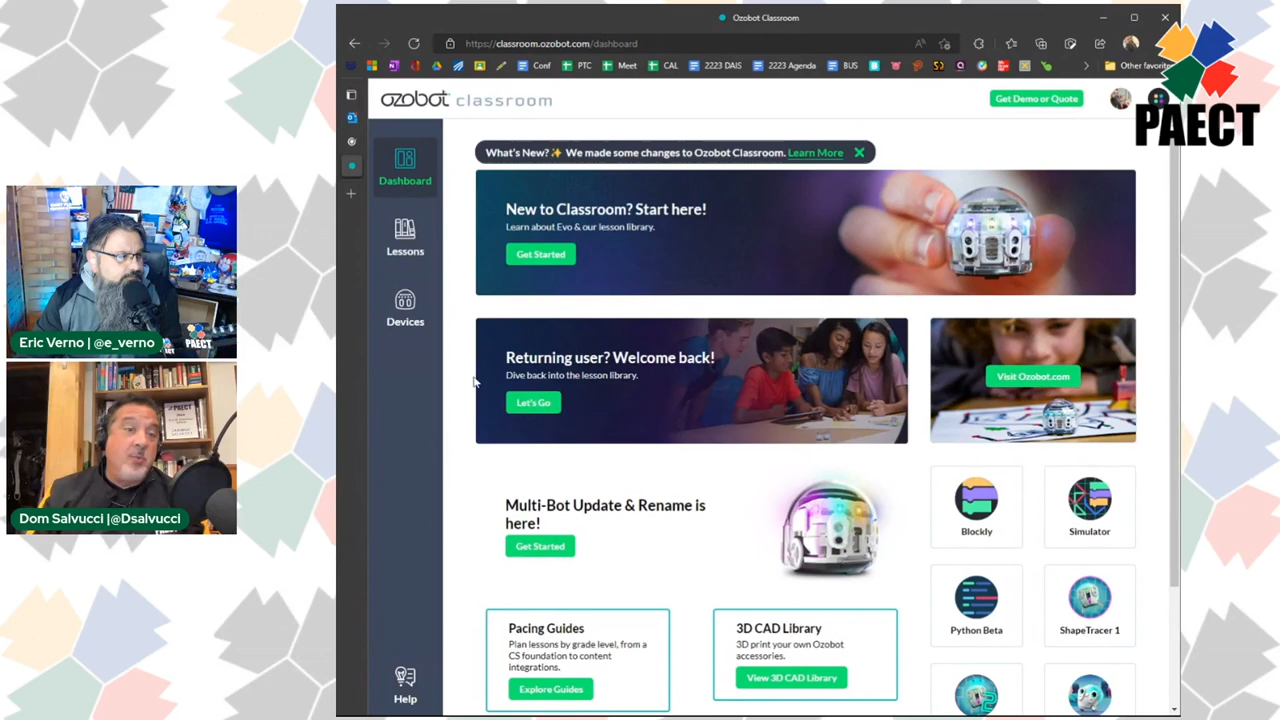 Ozobot Classroom
https://classroom.ozobot.com/dashboard
Conf PTC Meet CAL 2223 DAIS 2223 Agenda BUS Other favorites
PAECT
ozobot classroom
Get Demo or Quote
What's New?✨ We made some changes to Ozobot Classroom. Learn More
Dashboard
Lessons
Devices
Help
New to Classroom? Start here!
Learn about Evo & our lesson library.
Get Started
Returning user? Welcome back!
Dive back into the lesson library.
Let's Go
Visit Ozobot.com
Multi-Bot Update & Rename is
here!
Get Started
Blockly
Simulator
Python Beta
ShapeTracer 1
Pacing Guides
Plan lessons by grade level, from a
CS foundation to content
integrations.
Explore Guides
3D CAD Library
3D print your own Ozobot
accessories.
View 3D CAD Library
Eric Verno | @e_verno
PAECT
Dom Salvucci |@Dsalvucci